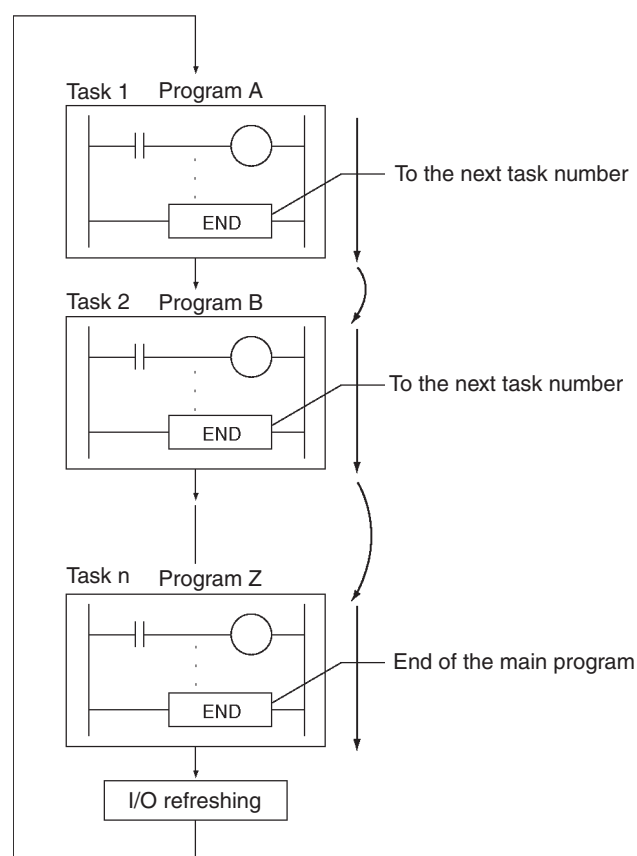 Task 1 Program A
To the next task number
END
Task 2 Program B
To the next task number
END
Task n Program Z
End of the main program
END
I/O refreshing